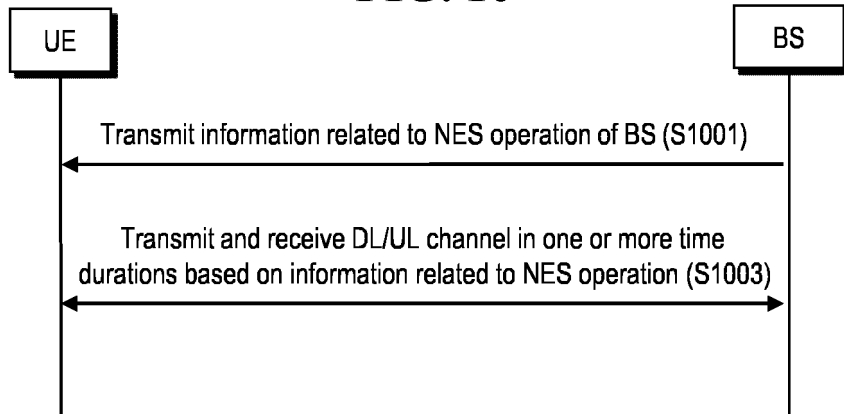 UE
BS
Transmit information related to NES operation of BS (S1001)
Transmit and receive DL/UL channel in one or more time
durations based on information related to NES operation (S1003)